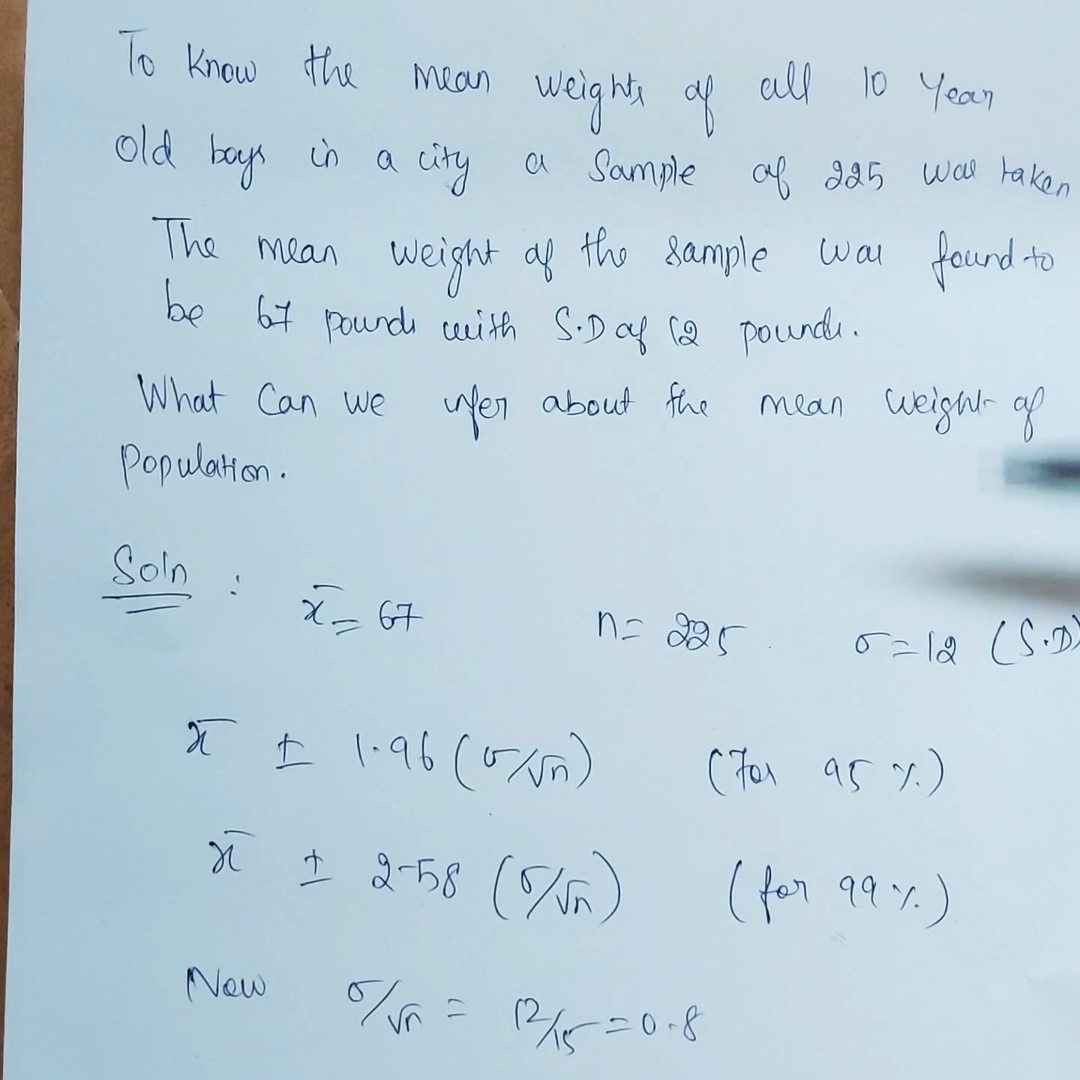 To Know the mean weights of all 10 Year
old boys in a city a Sample of 225 was taken
The mean weight of the sample was found to
be 67 pounds with S.D of 12 pounds.
What Can we infer about the mean weight of
Population.
Soln : x̄ = 67 n = 225 σ = 12 (S.D)
x̄ ± 1.96 (σ/√n) (For 95 %)
x̄ ± 2.58 (σ/√n) (for 99 %)
Now σ/√n = 12/15 = 0.8